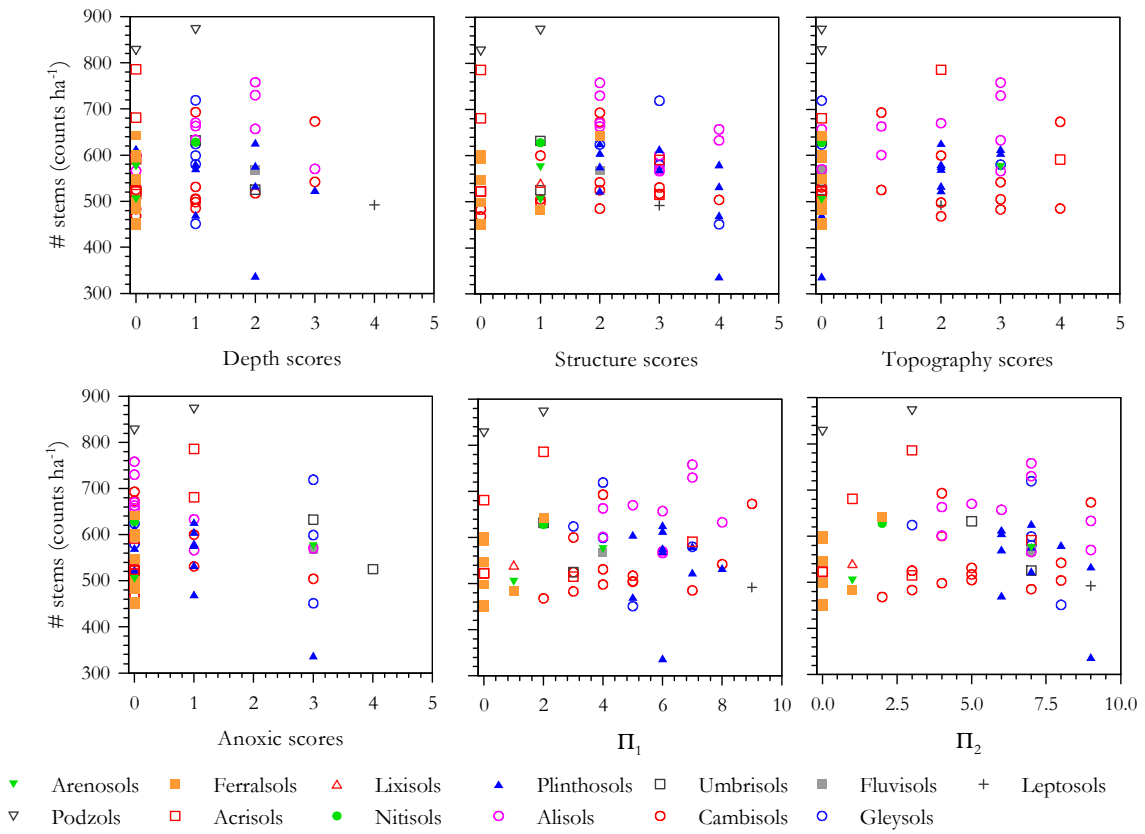 900
800
700
600
500
400
300
# stems (counts ha-1)
0 1 2 3 4 5
Depth scores
0 1 2 3 4 5
Structure scores
0 1 2 3 4 5
Topography scores
900
800
700
600
500
400
300
# stems (counts ha-1)
0 1 2 3 4 5
Anoxic scores
0 2 4 6 8 10
Π1
0.0 2.5 5.0 7.5 10.0
Π2
Arenosols Ferralsols Lixisols Plinthosols Umbrisols Fluvisols Leptosols
Podzols Acrisols Nitisols Alisols Cambisols Gleysols